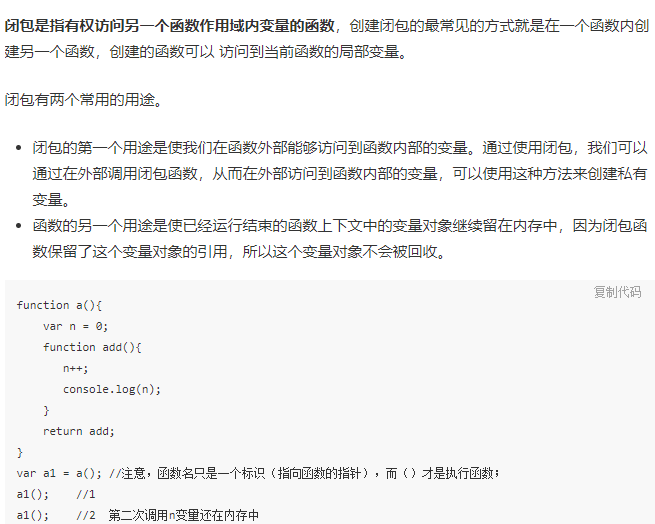 闭包是指有权访问另一个函数作用域内变量的函数，创建闭包的最常见的方式就是在一个函数内创
建另一个函数，创建的函数可以 访问到当前函数的局部变量。
闭包有两个常用的用途。
• 闭包的第一个用途是使我们在函数外部能够访问到函数内部的变量。通过使用闭包，我们可以
通过在外部调用闭包函数，从而在外部访问到函数内部的变量，可以使用这种方法来创建私有
变量。
• 函数的另一个用途是使已经运行结束的函数上下文中的变量对象继续留在内存中，因为闭包函
数保留了这个变量对象的引用，所以这个变量对象不会被回收。
复制代码
function a(){
    var n = 0;
    function add(){
       n++;
       console.log(n);
    }
    return add;
}
var a1 = a(); //注意，函数名只是一个标识（指向函数的指针），而（）才是执行函数；
a1();    //1
a1();    //2  第二次调用n变量还在内存中